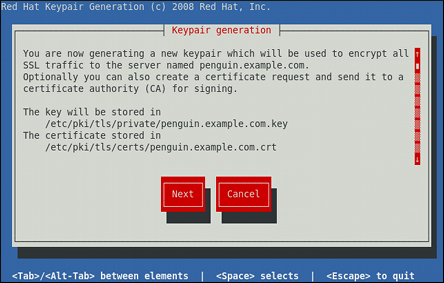 Red Hat Keypair Generation (c) 2008 Red Hat, Inc.
Keypair generation
You are now generating a new keypair which will be used to encrypt all
SSL traffic to the server named penguin.example.com.
Optionally you can also create a certificate request and send it to a
certificate authority (CA) for signing.
The key will be stored in
/etc/pki/tls/private/penguin.example.com.key
The certificate stored in
/etc/pki/tls/certs/penguin.example.com.crt
Next Cancel
<Tab>/<Alt-Tab> between elements | <Space> selects | <Escape> to quit